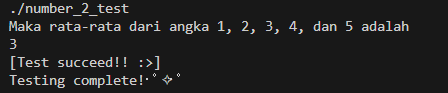 ./number_2_test
Maka rata-rata dari angka 1, 2, 3, 4, dan 5 adalah
3
[Test succeed!! :>]
Testing complete!･ﾟ✧ﾟ